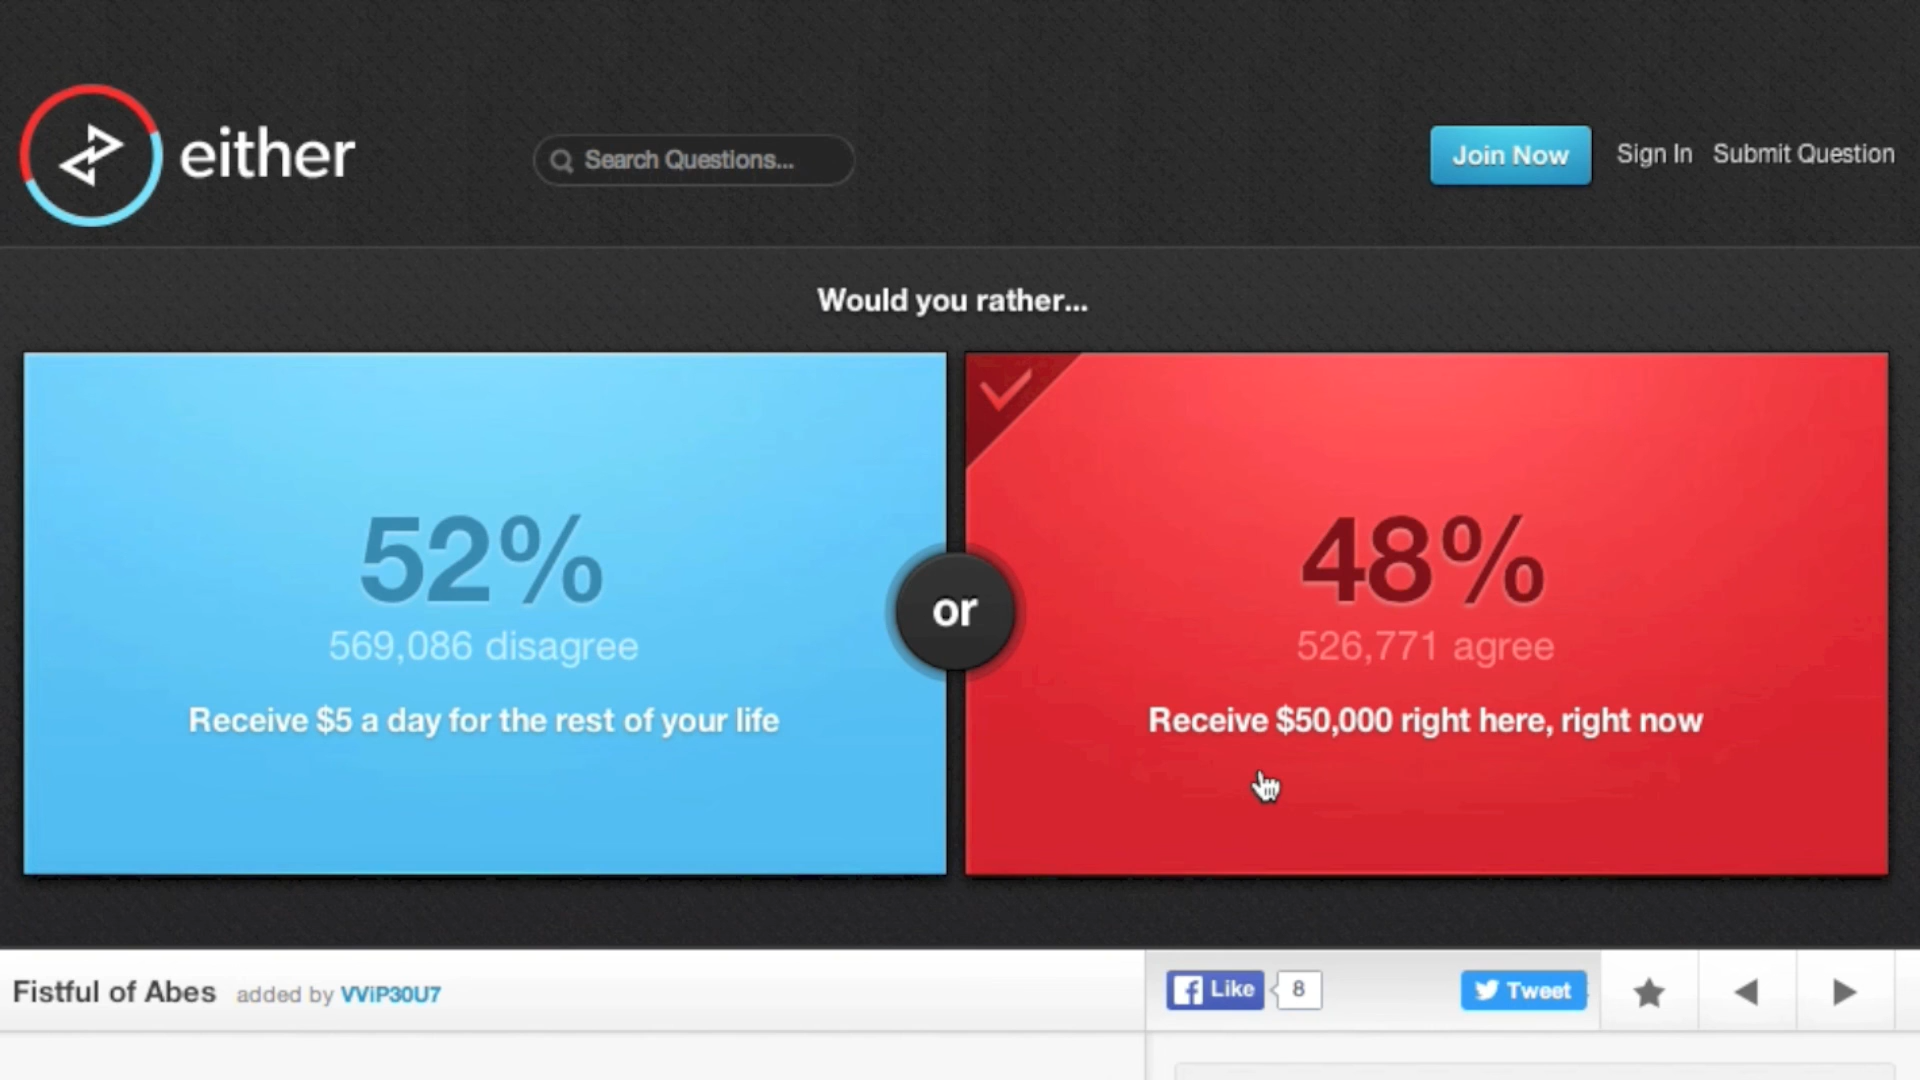 either
Search Questions...
Join Now
Sign In
Submit Question
Would you rather...
52%
569,086 disagree
Receive $5 a day for the rest of your life
or
48%
526,771 agree
Receive $50,000 right here, right now
Fistful of Abes added by VViP30U7
Like
8
Tweet